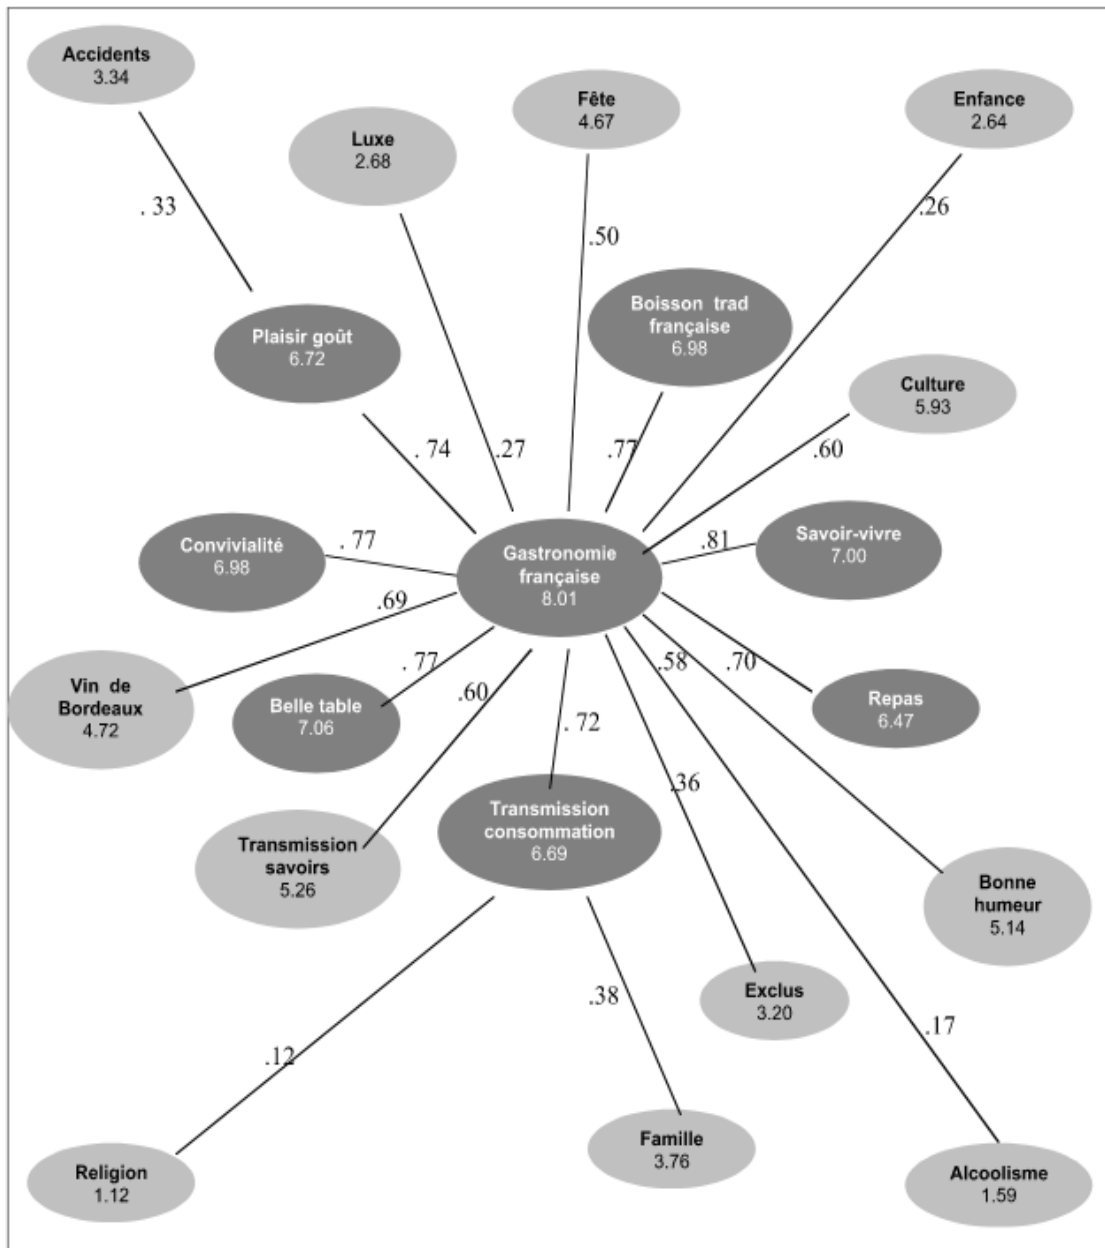 Accidents
3.34
Fête
4.67
Enfance
2.64
Luxe
2.68
. 33
.26
.50
Boisson trad
française
6.98
Plaisir goût
6.72
Culture
5.93
. 74
.27
.77
.60
Convivialité
6.98
. 77
Gastronomie
française
8.01
.81
Savoir-vivre
7.00
.69
Vin de
Bordeaux
4.72
. 77
Belle table
7.06
.60
. 72
.58
.70
Repas
6.47
.36
Transmission
savoirs
5.26
Transmission
consommation
6.69
Bonne
humeur
5.14
.38
Exclus
3.20
.17
.12
Religion
1.12
Famille
3.76
Alcoolisme
1.59